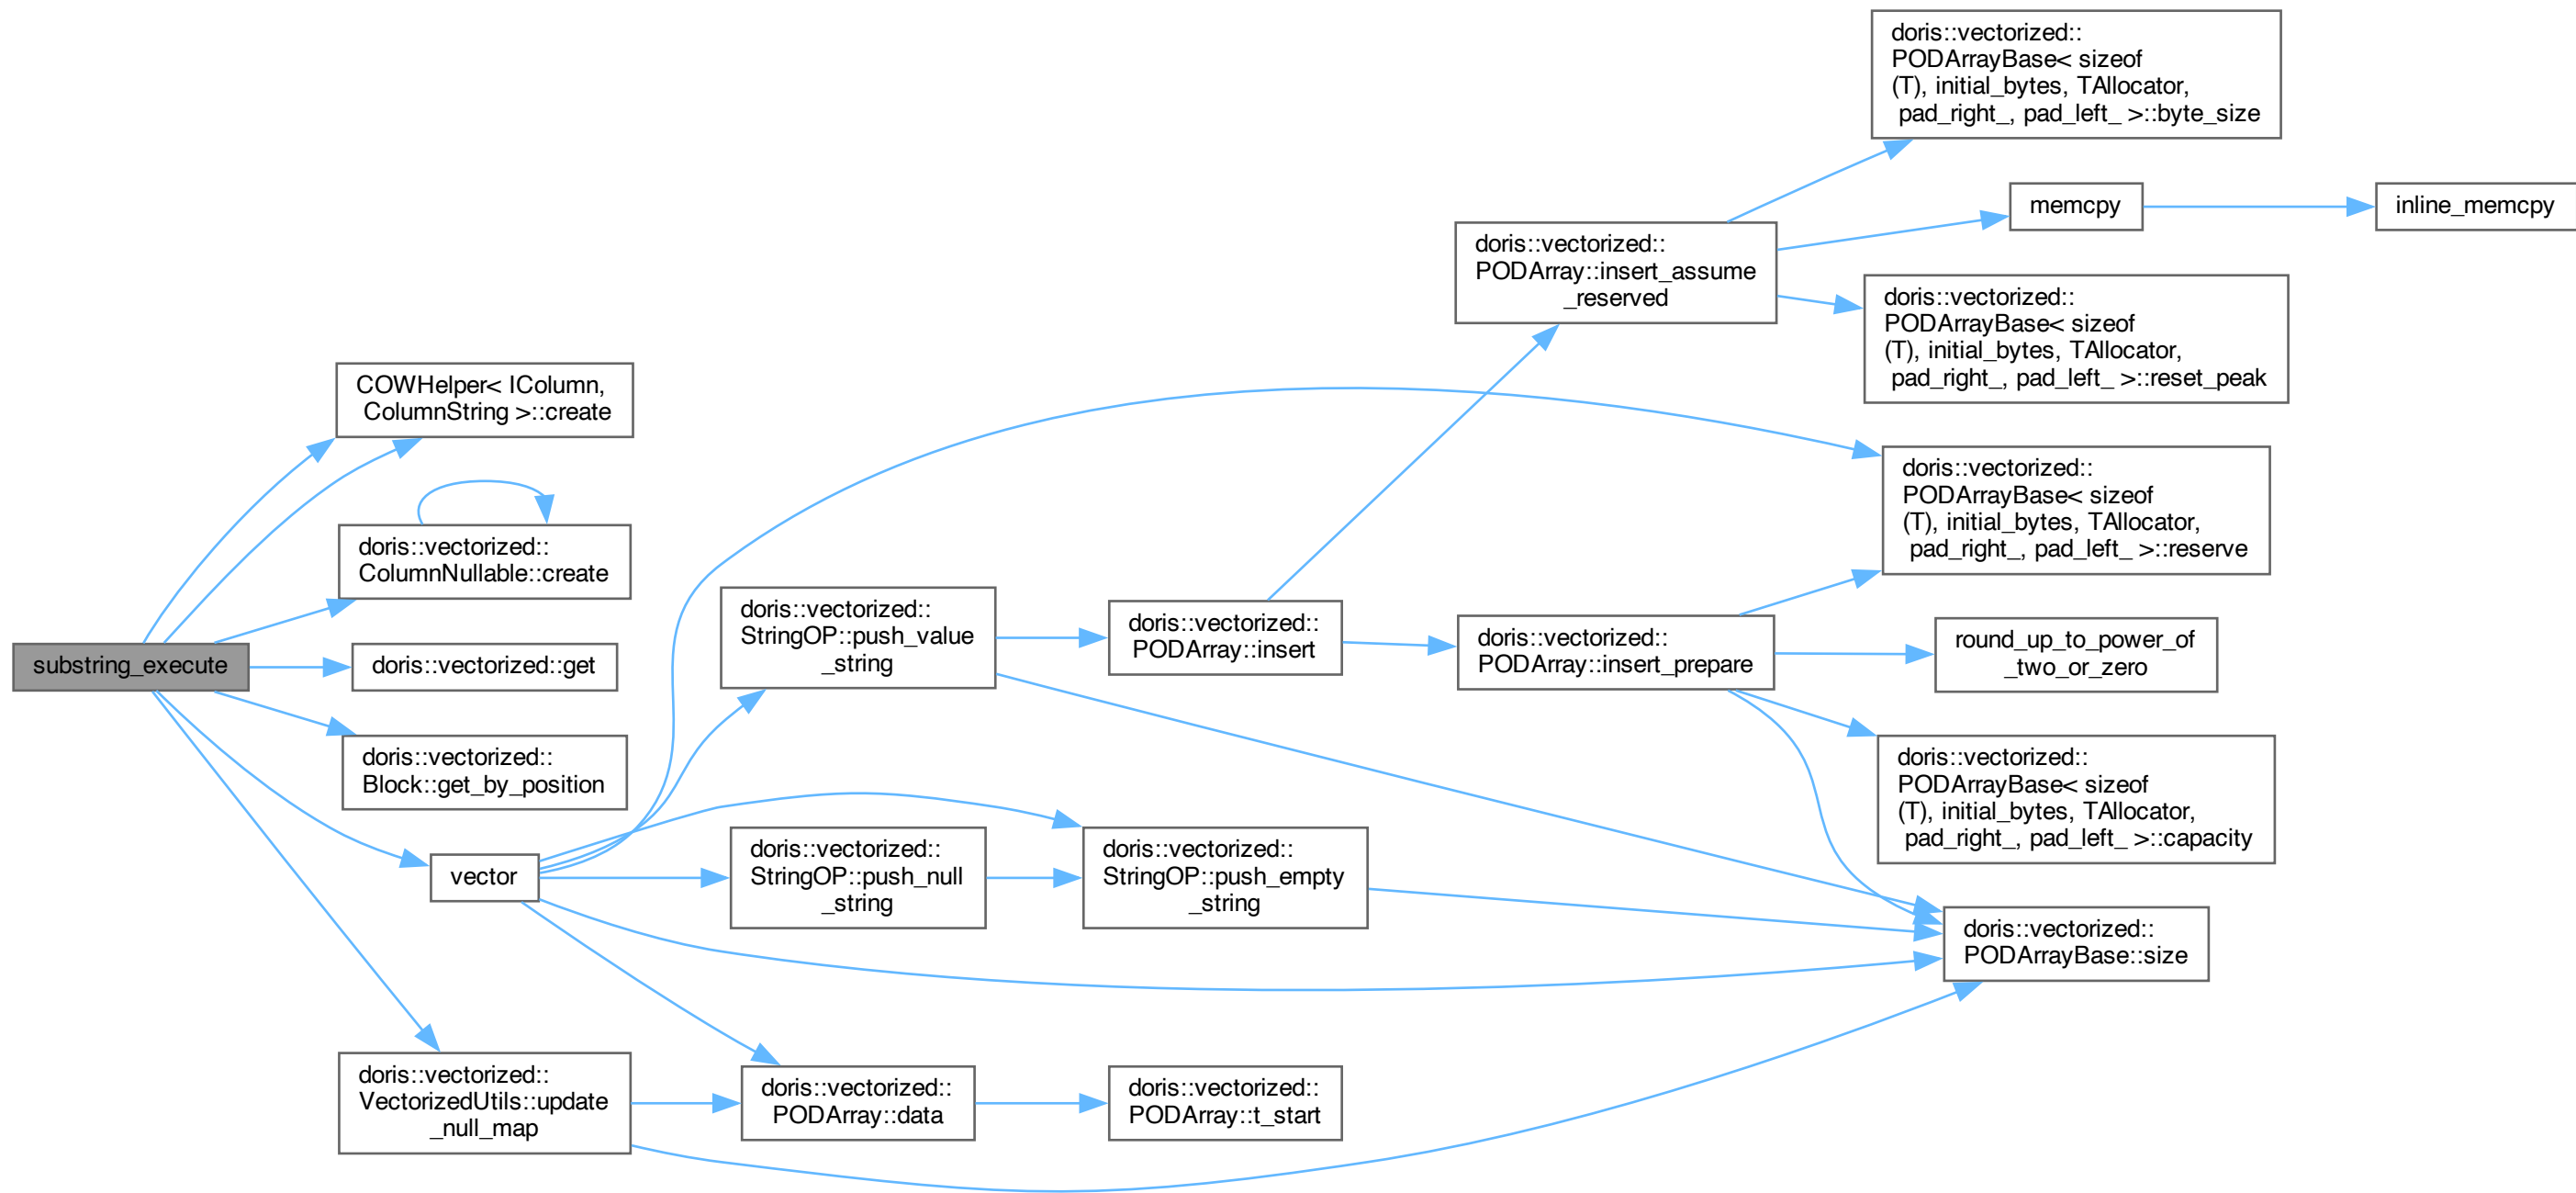 substring_execute
COWHelper< IColumn,
ColumnString >::create
doris::vectorized::
ColumnNullable::create
doris::vectorized::get
doris::vectorized::
Block::get_by_position
vector
doris::vectorized::
VectorizedUtils::update
_null_map
doris::vectorized::
StringOP::push_value
_string
doris::vectorized::
StringOP::push_null
_string
doris::vectorized::
PODArray::data
doris::vectorized::
PODArray::insert
doris::vectorized::
StringOP::push_empty
_string
doris::vectorized::
PODArray::t_start
doris::vectorized::
PODArray::insert_assume
_reserved
doris::vectorized::
PODArray::insert_prepare
doris::vectorized::
PODArrayBase< sizeof
(T), initial_bytes, TAllocator,
pad_right_, pad_left_ >::byte_size
memcpy
inline_memcpy
doris::vectorized::
PODArrayBase< sizeof
(T), initial_bytes, TAllocator,
pad_right_, pad_left_ >::reset_peak
doris::vectorized::
PODArrayBase< sizeof
(T), initial_bytes, TAllocator,
pad_right_, pad_left_ >::reserve
round_up_to_power_of
_two_or_zero
doris::vectorized::
PODArrayBase< sizeof
(T), initial_bytes, TAllocator,
pad_right_, pad_left_ >::capacity
doris::vectorized::
PODArrayBase::size